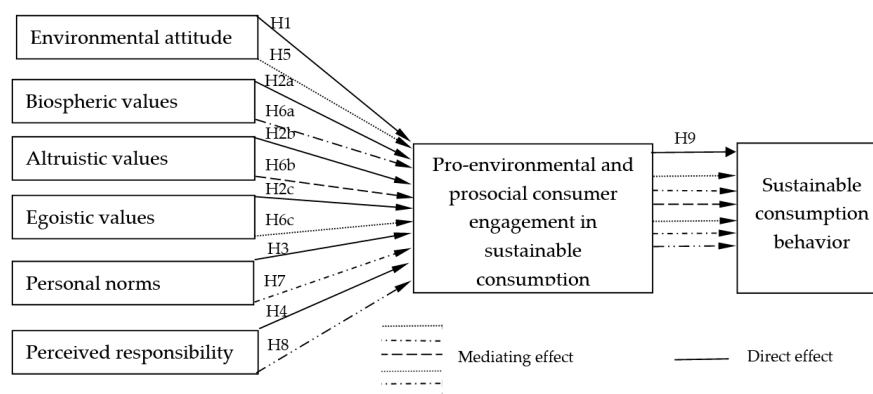 Environmental attitude
H1
H5
Biospheric values
H2a
H6a
Altruistic values
H2b
H6b
Egoistic values
H2c
H6c
Personal norms
H3
H7
Perceived responsibility
H4
H8
Pro-environmental and
prosocial consumer
engagement in
sustainable
consumption
H9
Sustainable
consumption
behavior
Mediating effect
Direct effect